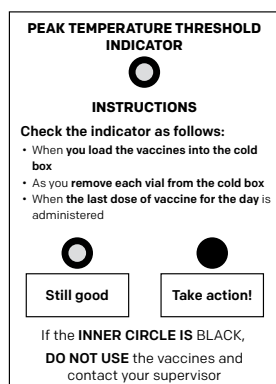 PEAK TEMPERATURE THRESHOLD
INDICATOR
INSTRUCTIONS
Check the indicator as follows:
• When you load the vaccines into the cold
box
• As you remove each vial from the cold box
• When the last dose of vaccine for the day is
administered
Still good
Take action!
If the INNER CIRCLE IS BLACK,
DO NOT USE the vaccines and
contact your supervisor